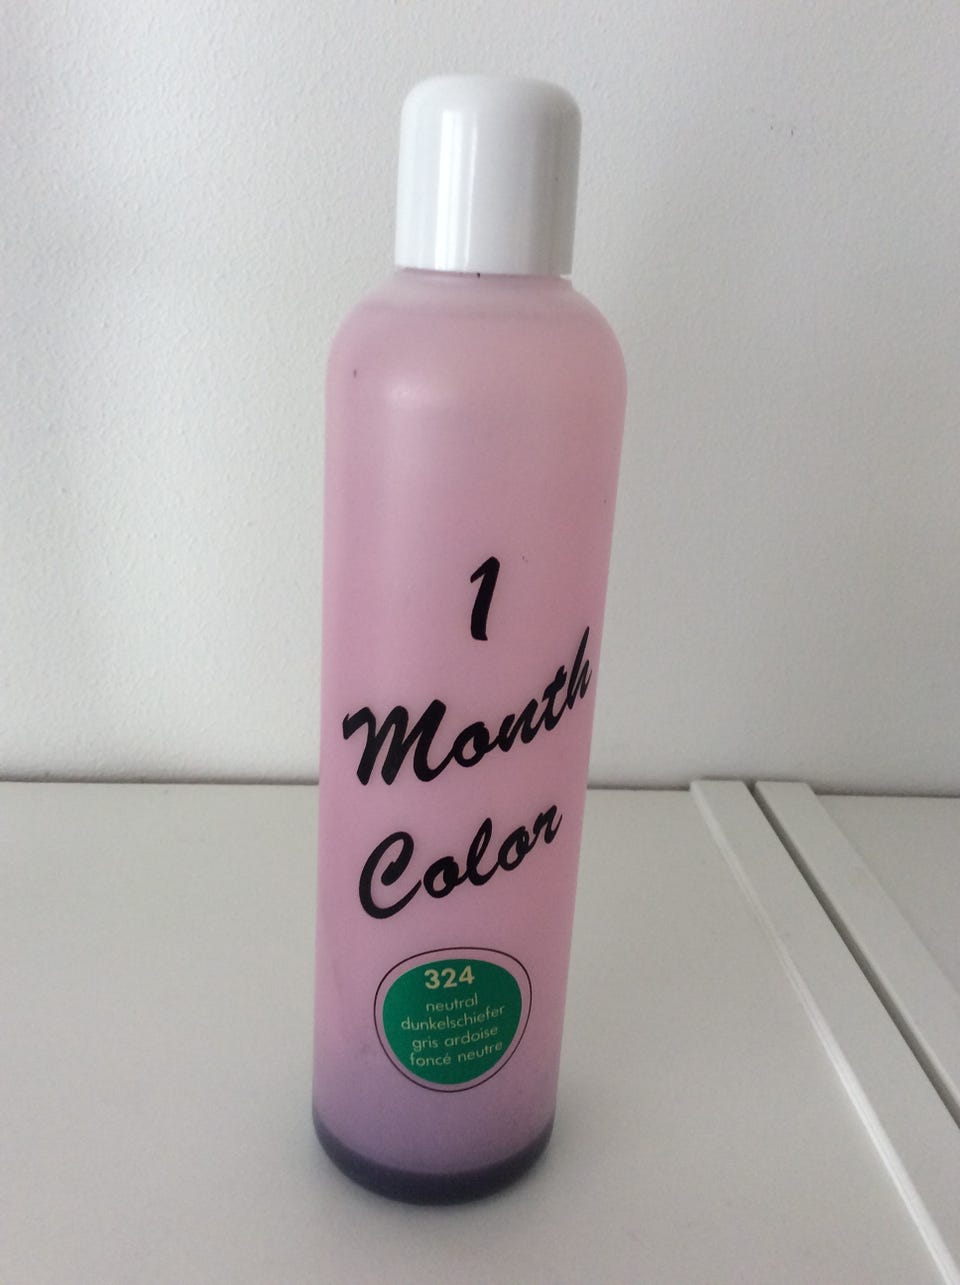 1
Month
Color
324
neutral
dunkelschiefer
gris ardoise
foncé neutre